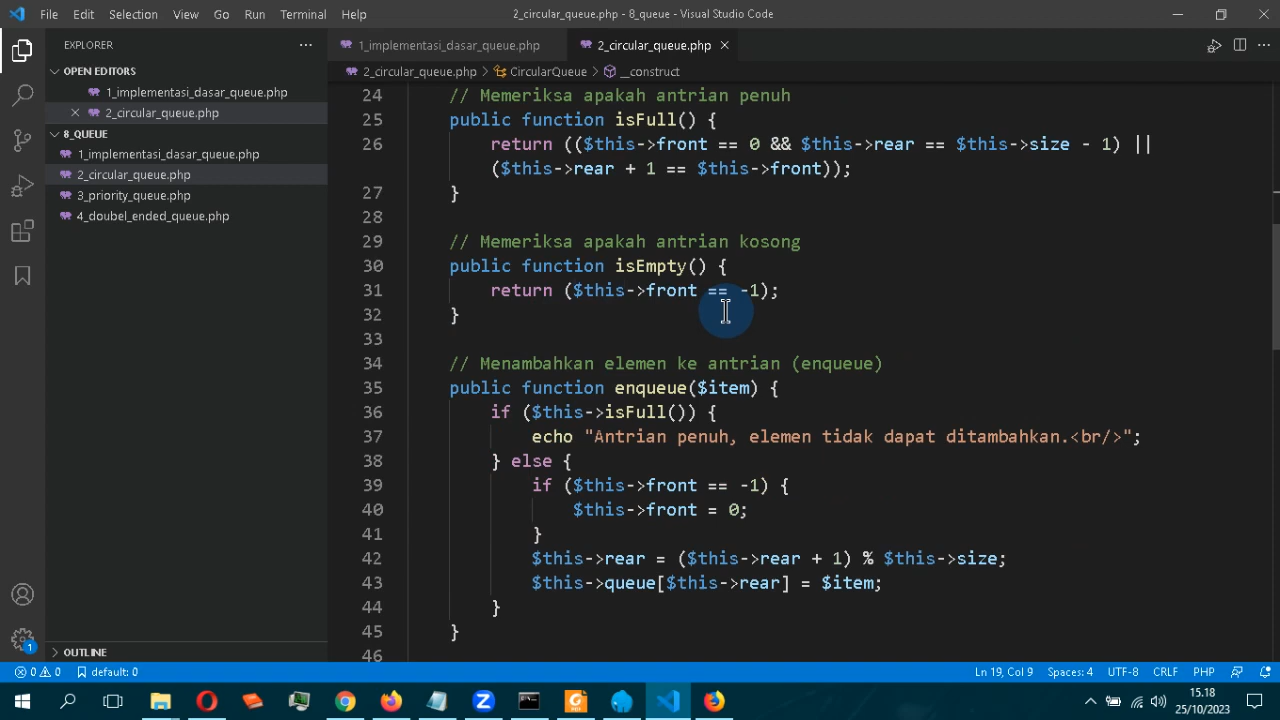 File Edit Selection View Go Run Terminal Help
2_circular_queue.php - 8_queue - Visual Studio Code
EXPLORER
OPEN EDITORS
1_implementasi_dasar_queue.php
2_circular_queue.php
8_QUEUE
1_implementasi_dasar_queue.php
2_circular_queue.php
3_priority_queue.php
4_doubel_ended_queue.php
OUTLINE
1_implementasi_dasar_queue.php 2_circular_queue.php
2_circular_queue.php > CircularQueue > __construct
24 // Memeriksa apakah antrian penuh
25 public function isFull() {
26 return (($this->front == 0 && $this->rear == $this->size - 1) ||
($this->rear + 1 == $this->front));
27 }
28
29 // Memeriksa apakah antrian kosong
30 public function isEmpty() {
31 return ($this->front == -1);
32 }
33
34 // Menambahkan elemen ke antrian (enqueue)
35 public function enqueue($item) {
36 if ($this->isFull()) {
37 echo "Antrian penuh, elemen tidak dapat ditambahkan.<br/>";
38 } else {
39 if ($this->front == -1) {
40 $this->front = 0;
41 }
42 $this->rear = ($this->rear + 1) % $this->size;
43 $this->queue[$this->rear] = $item;
44 }
45 }
46
1
0 0 default: 0
Ln 19, Col 9 Spaces: 4 UTF-8 CRLF PHP
15.18
25/10/2023